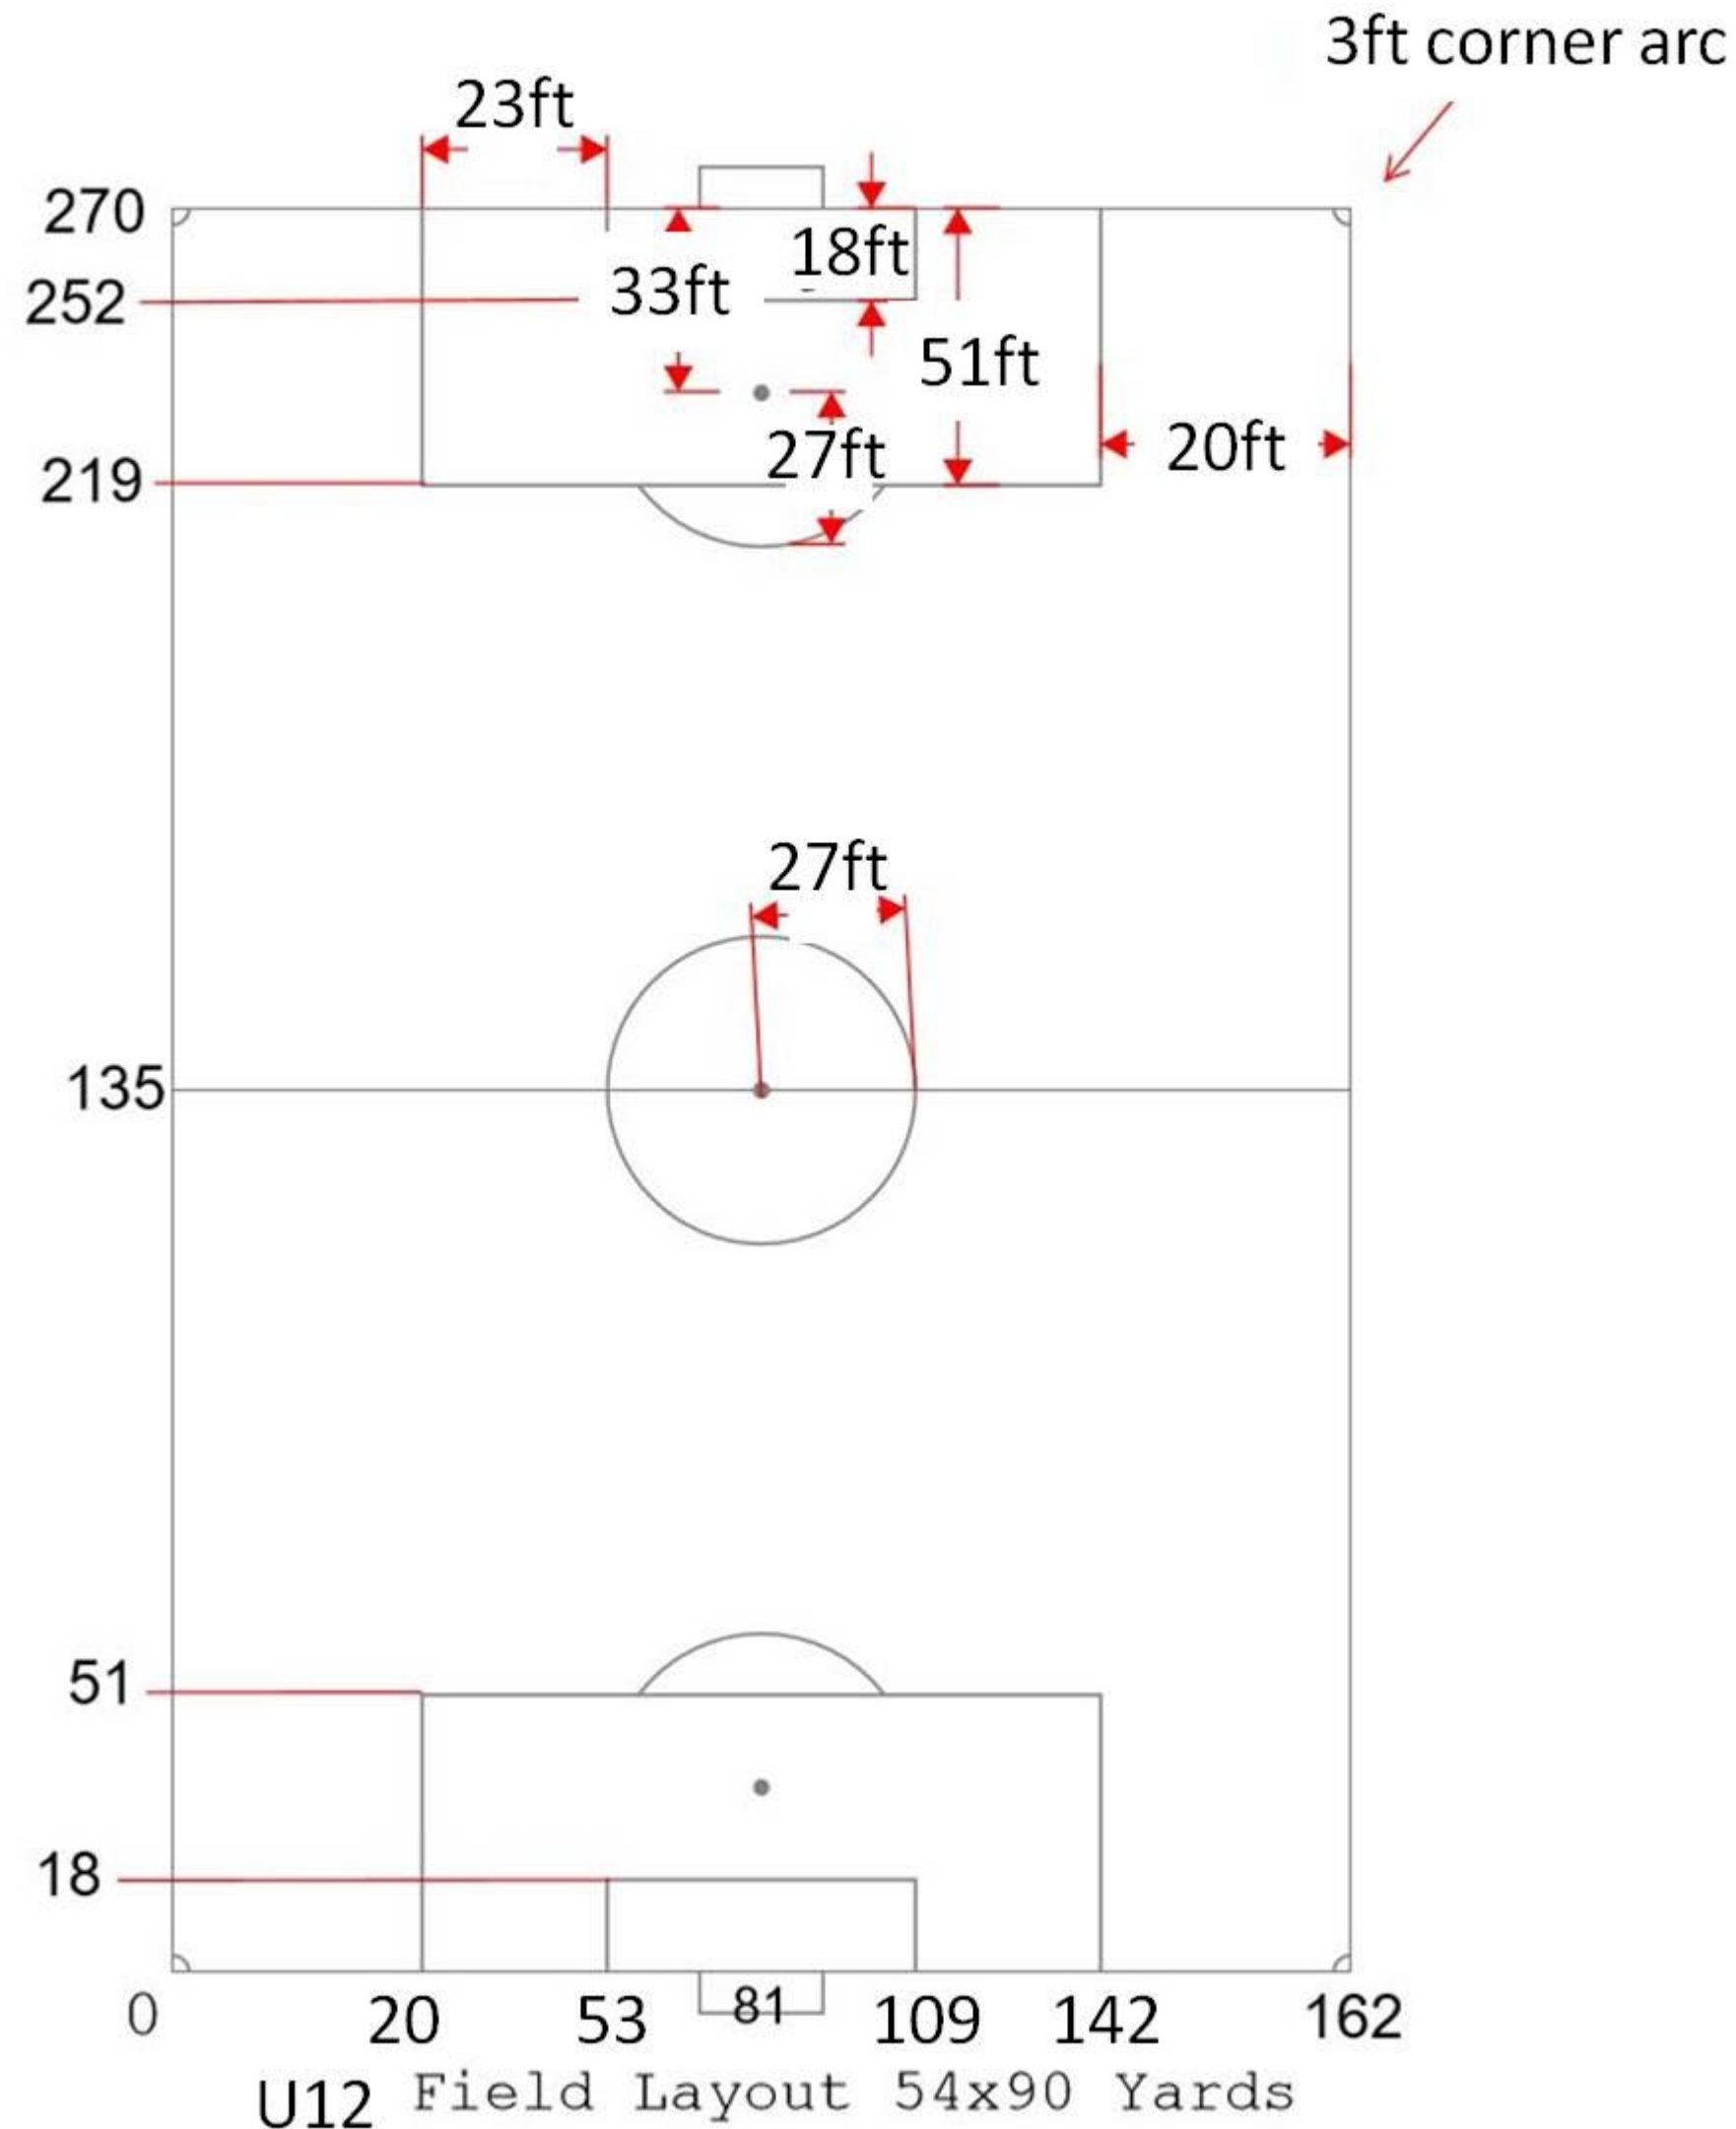 3ft corner arc
23ft
270
18ft
252
33ft
51ft
20ft
27ft
219
27ft
135
51
18
0
20
53
81
109
142
162
U12 Field Layout 54x90 Yards